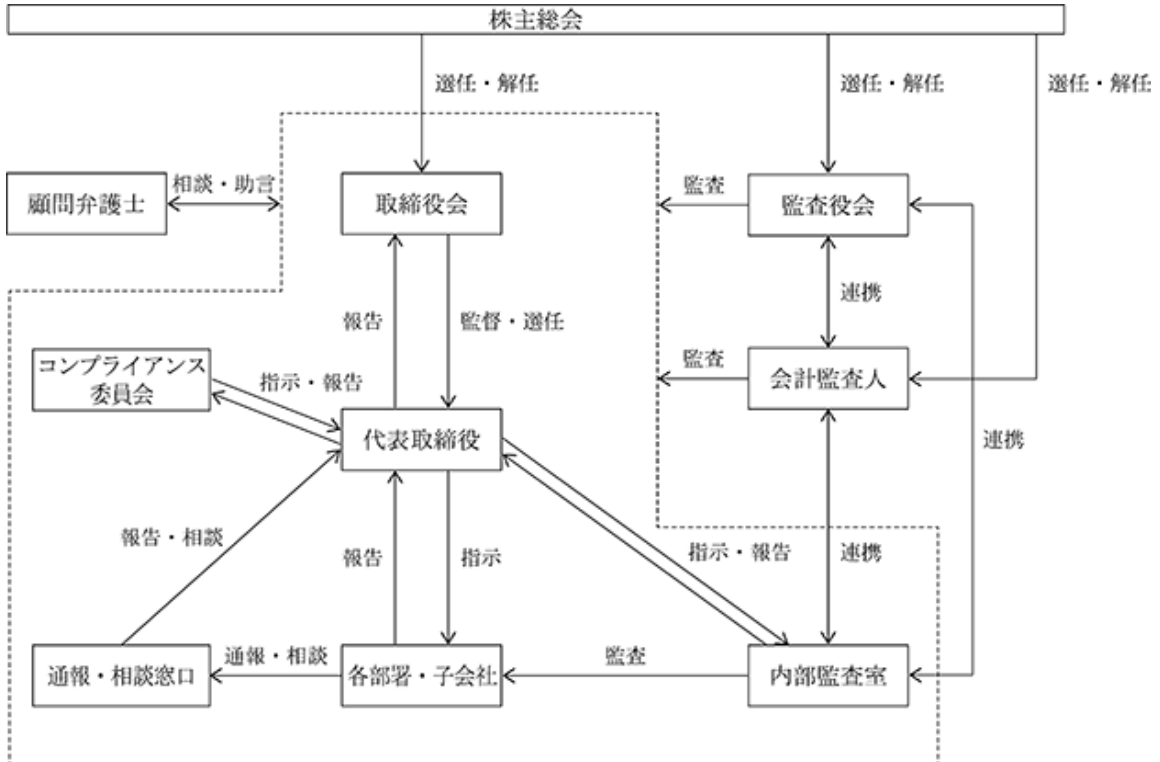 株主総会
選任・解任
選任・解任
選任・解任
顧問弁護士
相談・助言
取締役会
監査
監査役会
報告
監督・選任
連携
コンプライアンス
委員会
指示・報告
監査
会計監査人
代表取締役
連携
報告・相談
報告
指示
指示・報告
連携
通報・相談窓口
通報・相談
各部署・子会社
監査
内部監査室